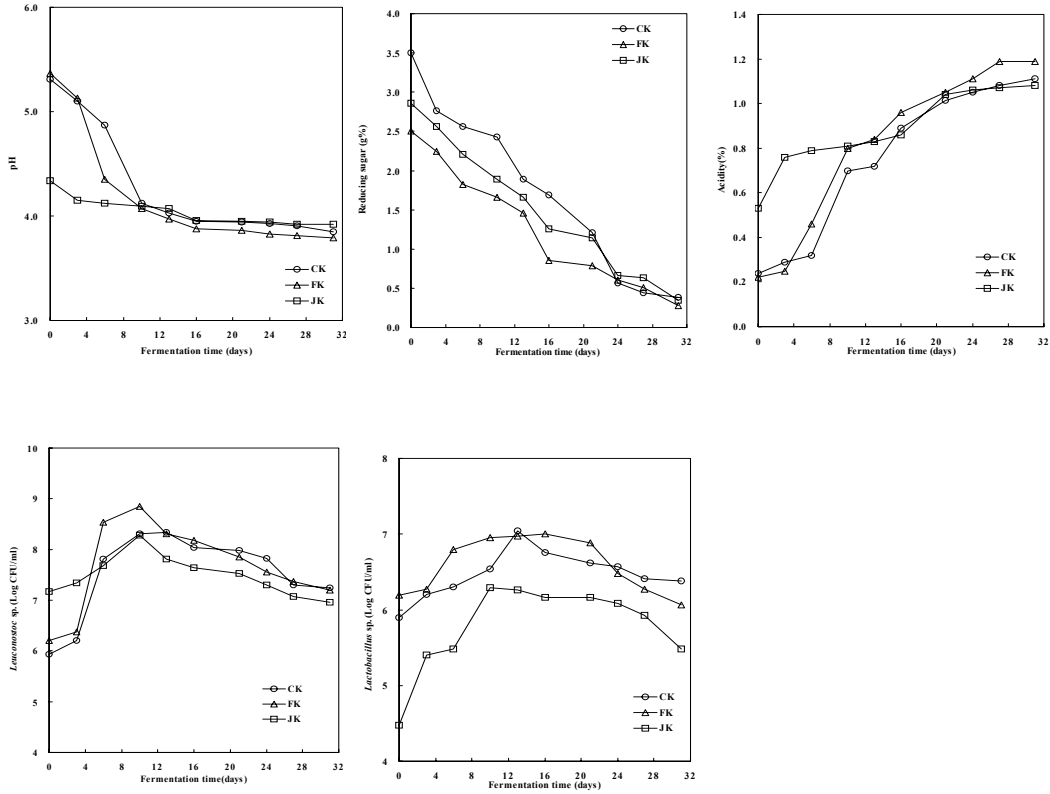 6.0
5.0
4.0
3.0
pH
0 4 8 12 16 20 24 28 32
Fermentation time (days)
CK
FK
JK
4.0
3.5
3.0
2.5
2.0
1.5
1.0
0.5
0.0
Reducing sugar (g%)
0 4 8 12 16 20 24 28 32
Fermentation time (days)
CK
FK
JK
1.4
1.2
1.0
0.8
0.6
0.4
0.2
0.0
Acidity(%)
0 4 8 12 16 20 24 28 32
Fermentation time (days)
CK
FK
JK
10
9
8
7
6
5
4
Leuconostoc sp.(Log CFU/ml)
0 4 8 12 16 20 24 28 32
Fermentation time(days)
CK
FK
JK
8
7
6
5
4
Lactobacillus sp.(Log CFU/ml)
0 4 8 12 16 20 24 28 32
Fermentation time (days)
CK
FK
JK